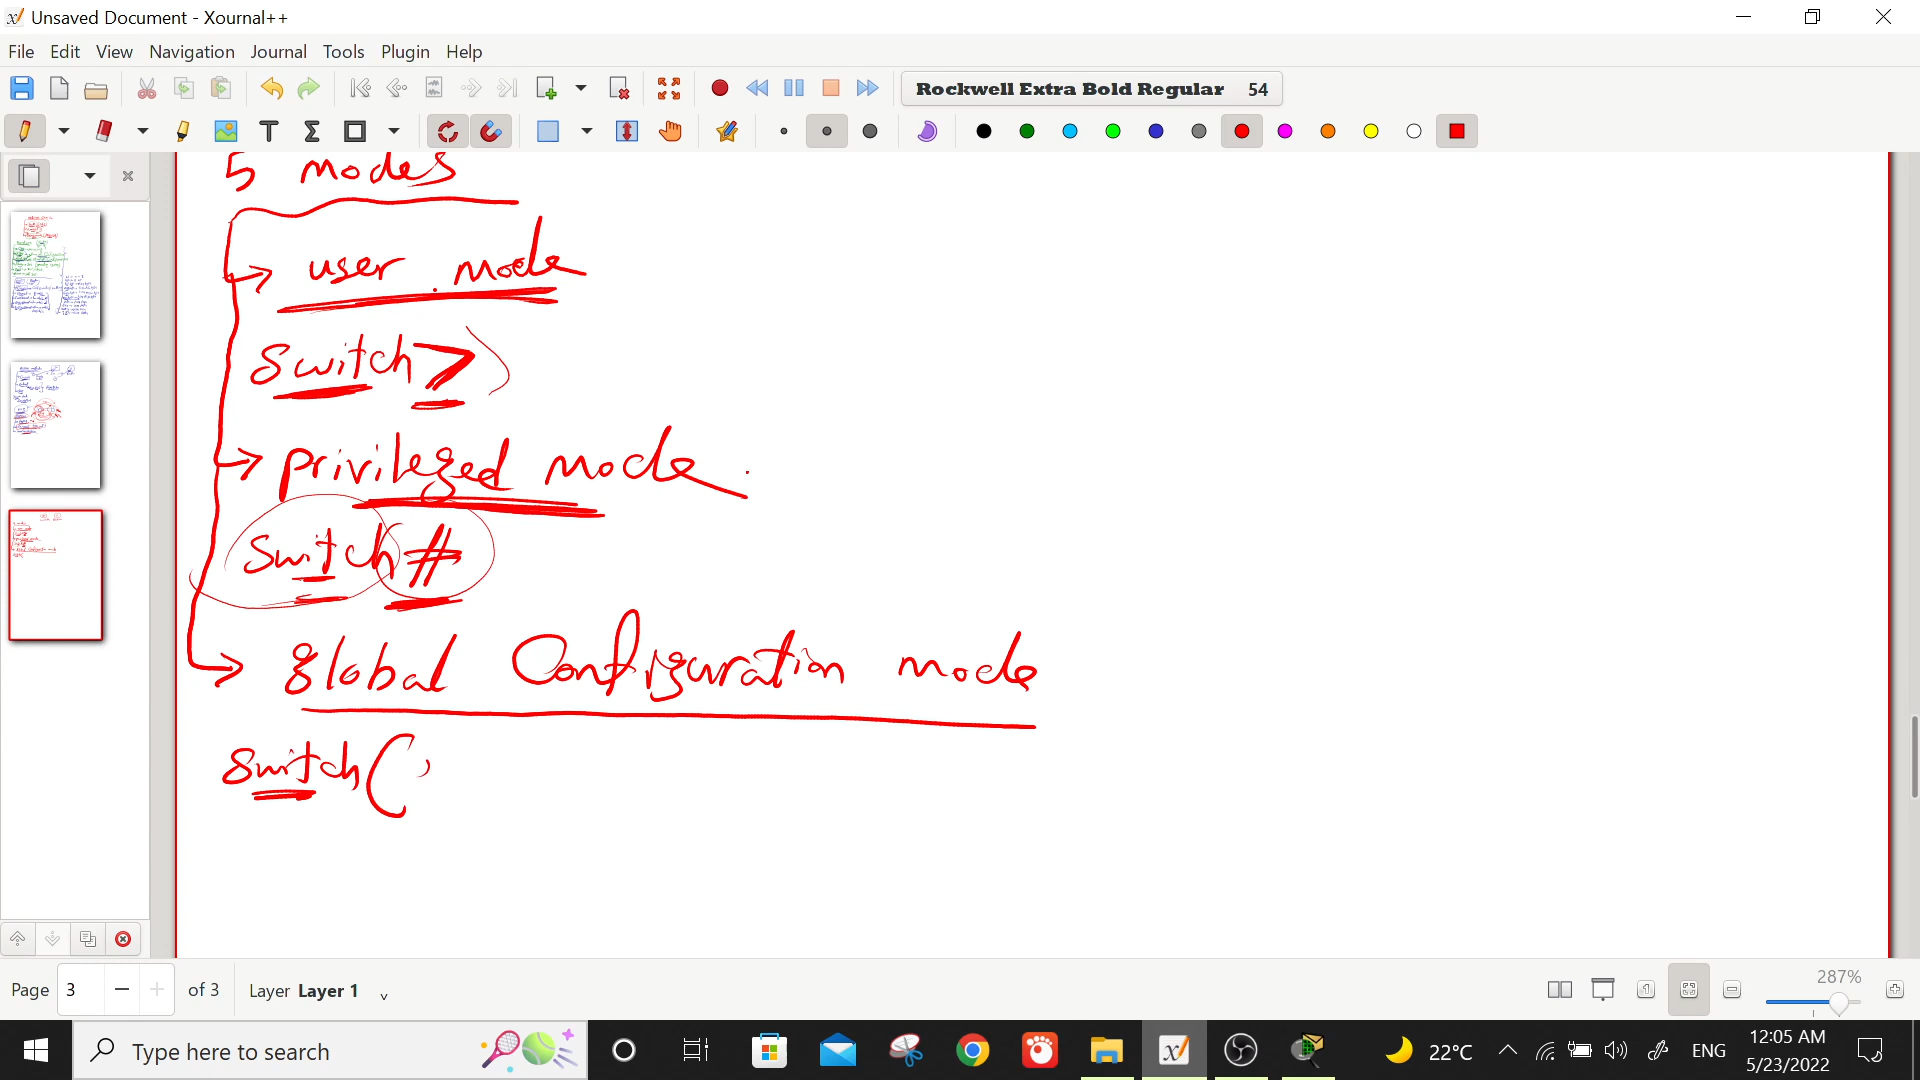 Unsaved Document - Xournal++
File Edit View Navigation Journal Tools Plugin Help
Rockwell Extra Bold Regular 54
5 modes
→ user mode
Switch >
→ privileged mode
Switch #
→ global Configuration mode
Switch (
Page 3 of 3 Layer Layer 1
287%
Type here to search
22°C
ENG
12:05 AM
5/23/2022